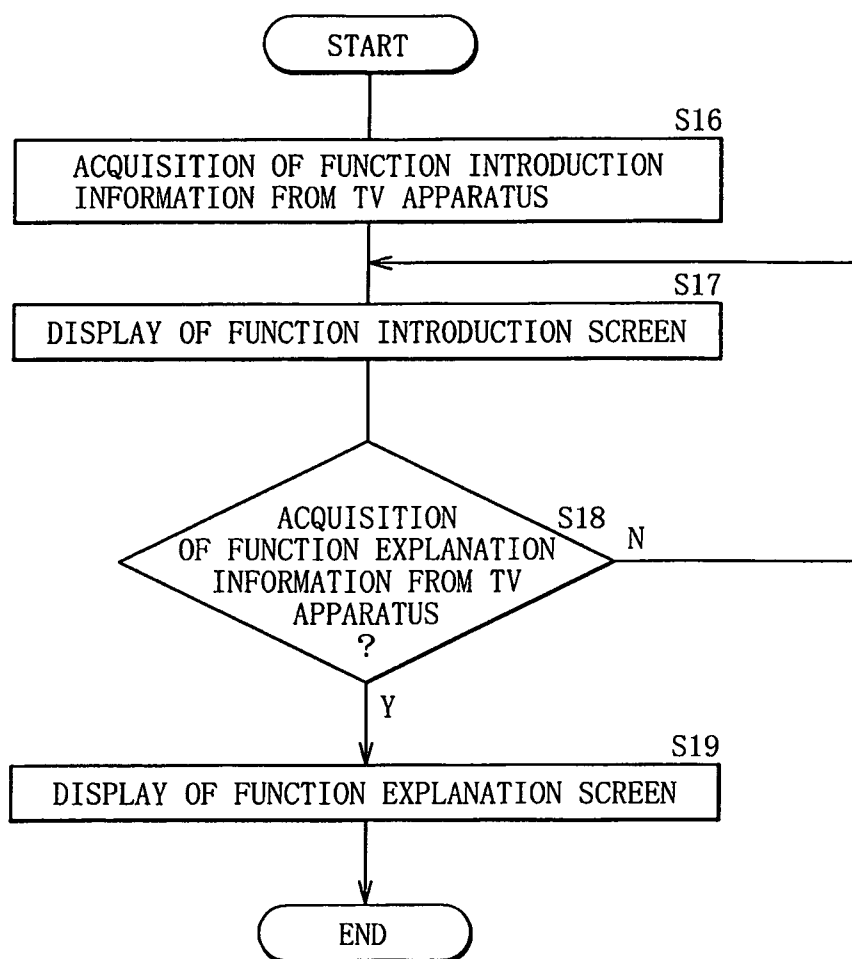 START
S16
ACQUISITION OF FUNCTION INTRODUCTION
INFORMATION FROM TV APPARATUS
S17
DISPLAY OF FUNCTION INTRODUCTION SCREEN
S18
ACQUISITION
OF FUNCTION EXPLANATION
INFORMATION FROM TV
APPARATUS
?
N
Y
S19
DISPLAY OF FUNCTION EXPLANATION SCREEN
END